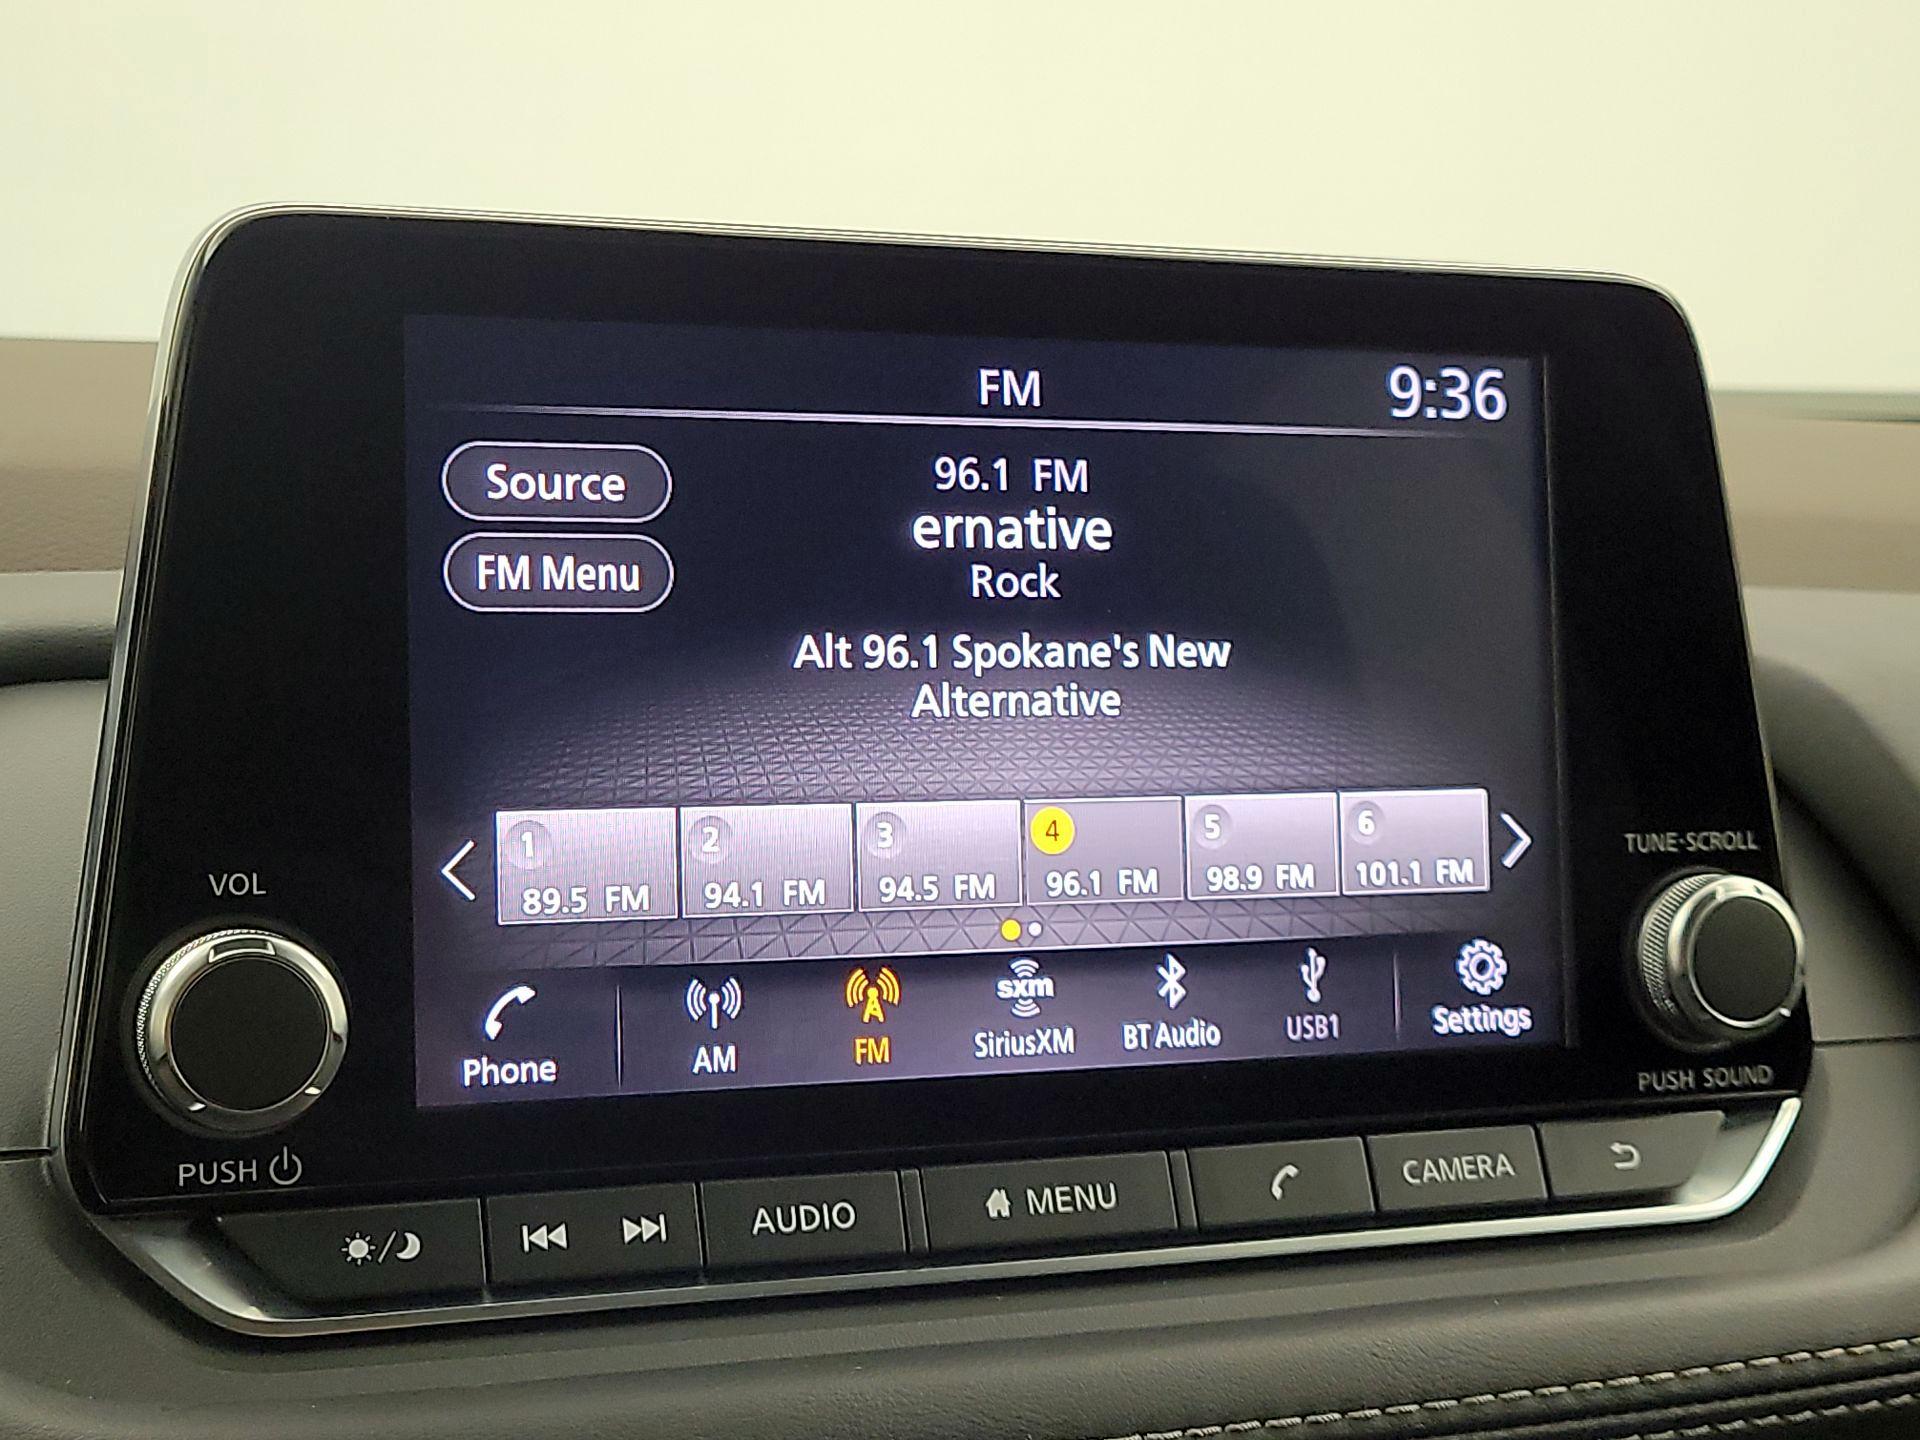 FM
9:36
Source
96.1 FM
ernative
FM Menu
Rock
Alt 96.1 Spokane's New
Alternative
1
2
3
4
5
6
89.5 FM
94.1 FM
94.5 FM
96.1 FM
98.9 FM
101.1 FM
VOL
TUNE·SCROLL
sxm
Phone
AM
FM
SiriusXM
BT Audio
USB1
Settings
PUSH
PUSH SOUND
AUDIO
MENU
CAMERA